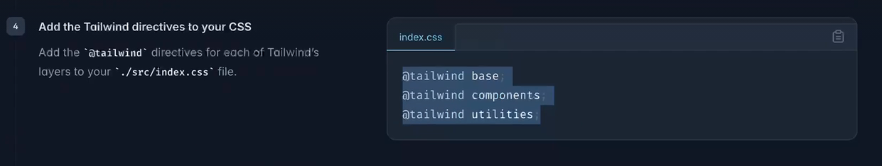 4
Add the Tailwind directives to your CSS
Add the `@tailwind` directives for each of Tailwind's
layers to your `./src/index.css` file.
index.css
@tailwind base;
@tailwind components;
@tailwind utilities;